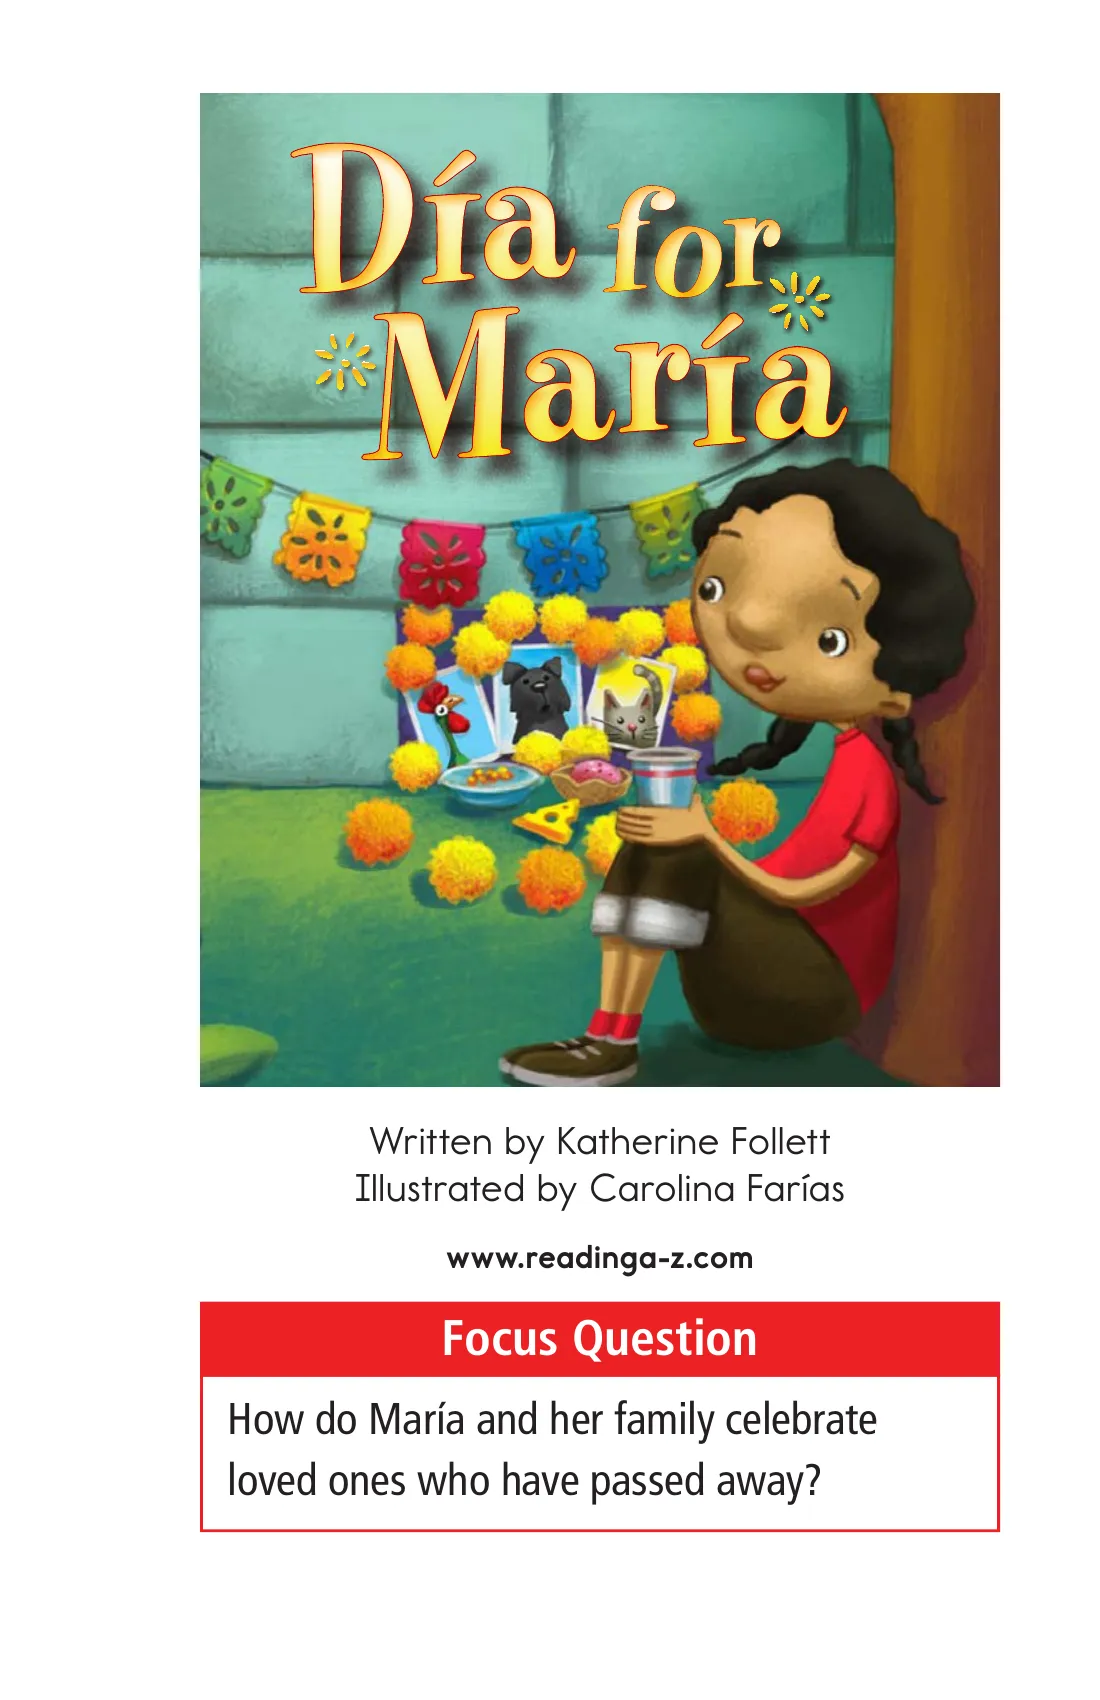 Día for
María
Written by Katherine Follett
Illustrated by Carolina Farías
www.readinga-z.com
Focus Question
How do María and her family celebrate
loved ones who have passed away?